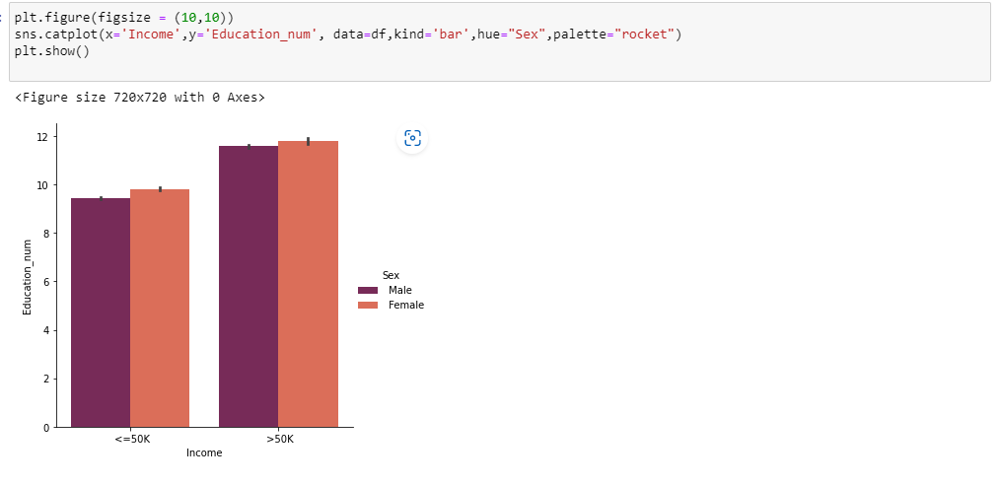 plt.figure(figsize = (10,10))
sns.catplot(x='Income',y='Education_num', data=df,kind='bar',hue="Sex",palette="rocket")
plt.show()
<Figure size 720x720 with 0 Axes>
12
10
8
6
4
2
0
Education_num
<=50K
>50K
Income
Sex
Male
Female